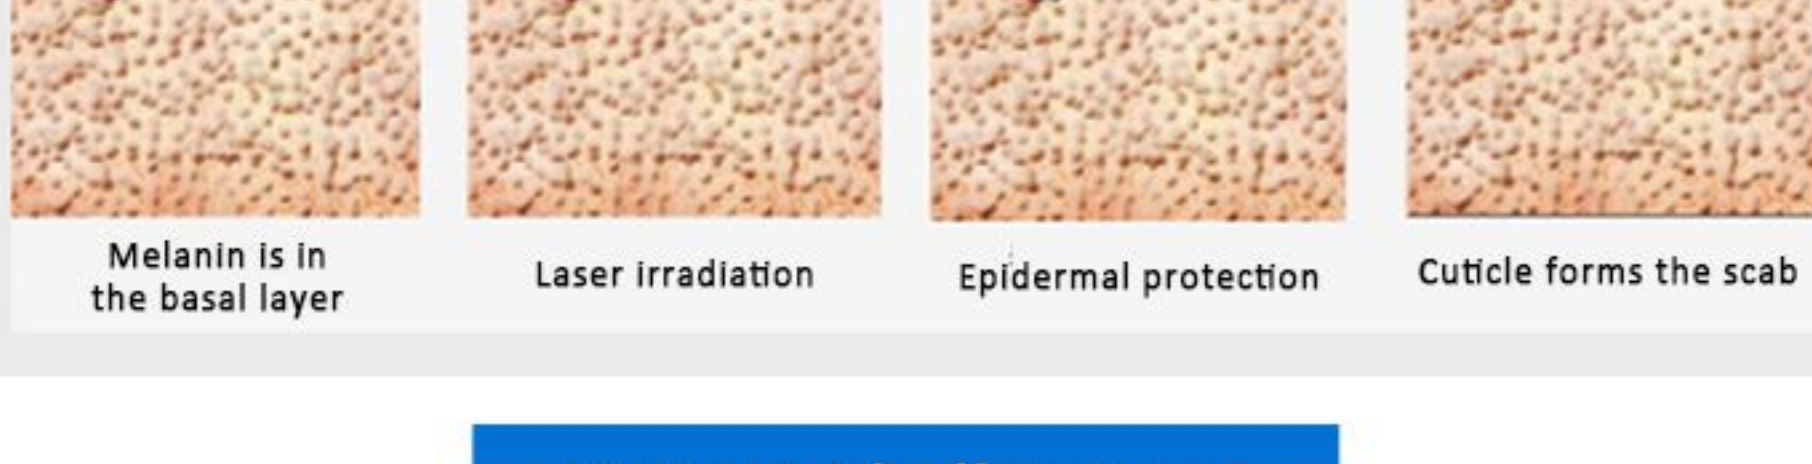 Melanin is in
the basal layer
Laser irradiation
Epidermal protection
Cuticle forms the scab